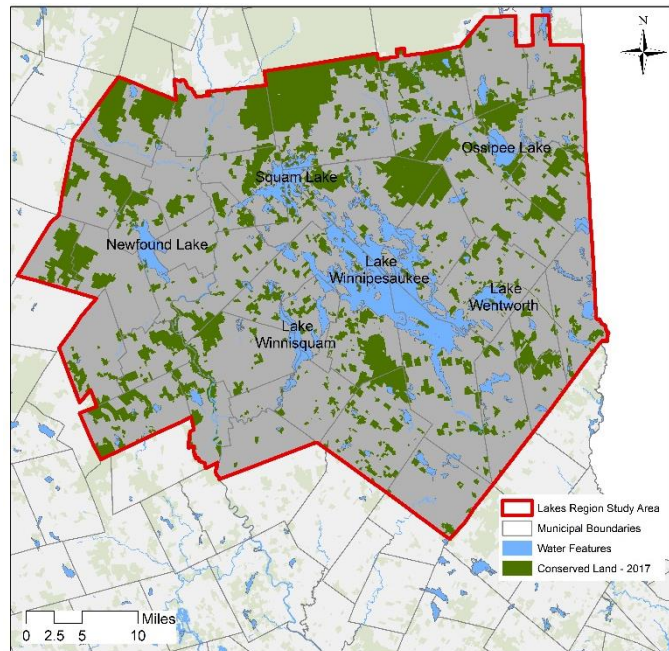 N
Ossipee Lake
Squam Lake
Newfound Lake
Lake
Winnipesaukee
Lake
Wentworth
Lake
Winnisquam
Lakes Region Study Area
Municipal Boundaries
Water Features
Conserved Land - 2017
Miles
0 2.5 5 10